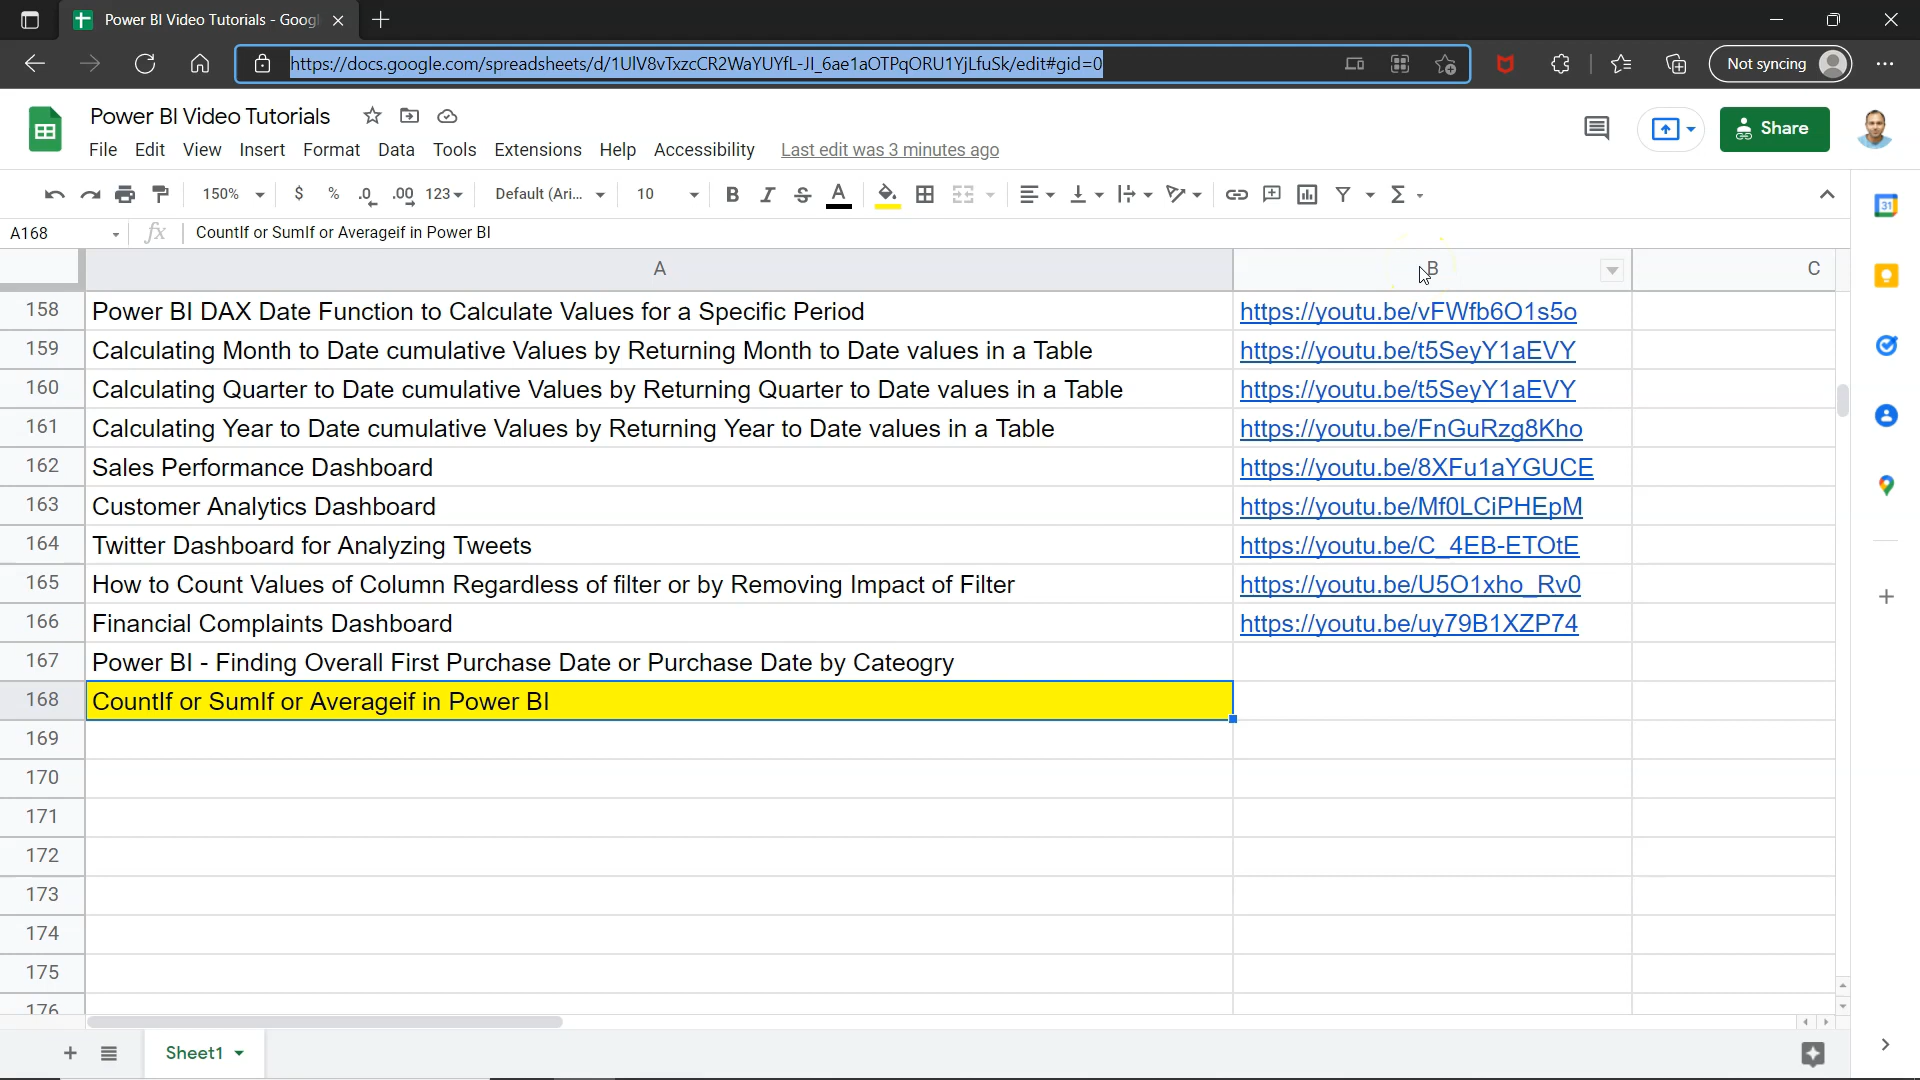 Power BI Video Tutorials - Googl
https://docs.google.com/spreadsheets/d/1UlV8vTxzcCR2WaYUYfL-JI_6ae1aOTPqORU1YjLfuSk/edit#gid=0
Not syncing
Power BI Video Tutorials
File Edit View Insert Format Data Tools Extensions Help Accessibility Last edit was 3 minutes ago
Share
150% $ % .0 .00 123 Default (Ari... 10 B I S A
A168 fx CountIf or SumIf or Averageif in Power BI
A B C
158 Power BI DAX Date Function to Calculate Values for a Specific Period https://youtu.be/vFWfb6O1s5o
159 Calculating Month to Date cumulative Values by Returning Month to Date values in a Table https://youtu.be/t5SeyY1aEVY
160 Calculating Quarter to Date cumulative Values by Returning Quarter to Date values in a Table https://youtu.be/t5SeyY1aEVY
161 Calculating Year to Date cumulative Values by Returning Year to Date values in a Table https://youtu.be/FnGuRzg8Kho
162 Sales Performance Dashboard https://youtu.be/8XFu1aYGUCE
163 Customer Analytics Dashboard https://youtu.be/Mf0LCiPHEpM
164 Twitter Dashboard for Analyzing Tweets https://youtu.be/C_4EB-ETOtE
165 How to Count Values of Column Regardless of filter or by Removing Impact of Filter https://youtu.be/U5O1xho_Rv0
166 Financial Complaints Dashboard https://youtu.be/uy79B1XZP74
167 Power BI - Finding Overall First Purchase Date or Purchase Date by Cateogry
168 CountIf or SumIf or Averageif in Power BI
169
170
171
172
173
174
175
176
Sheet1